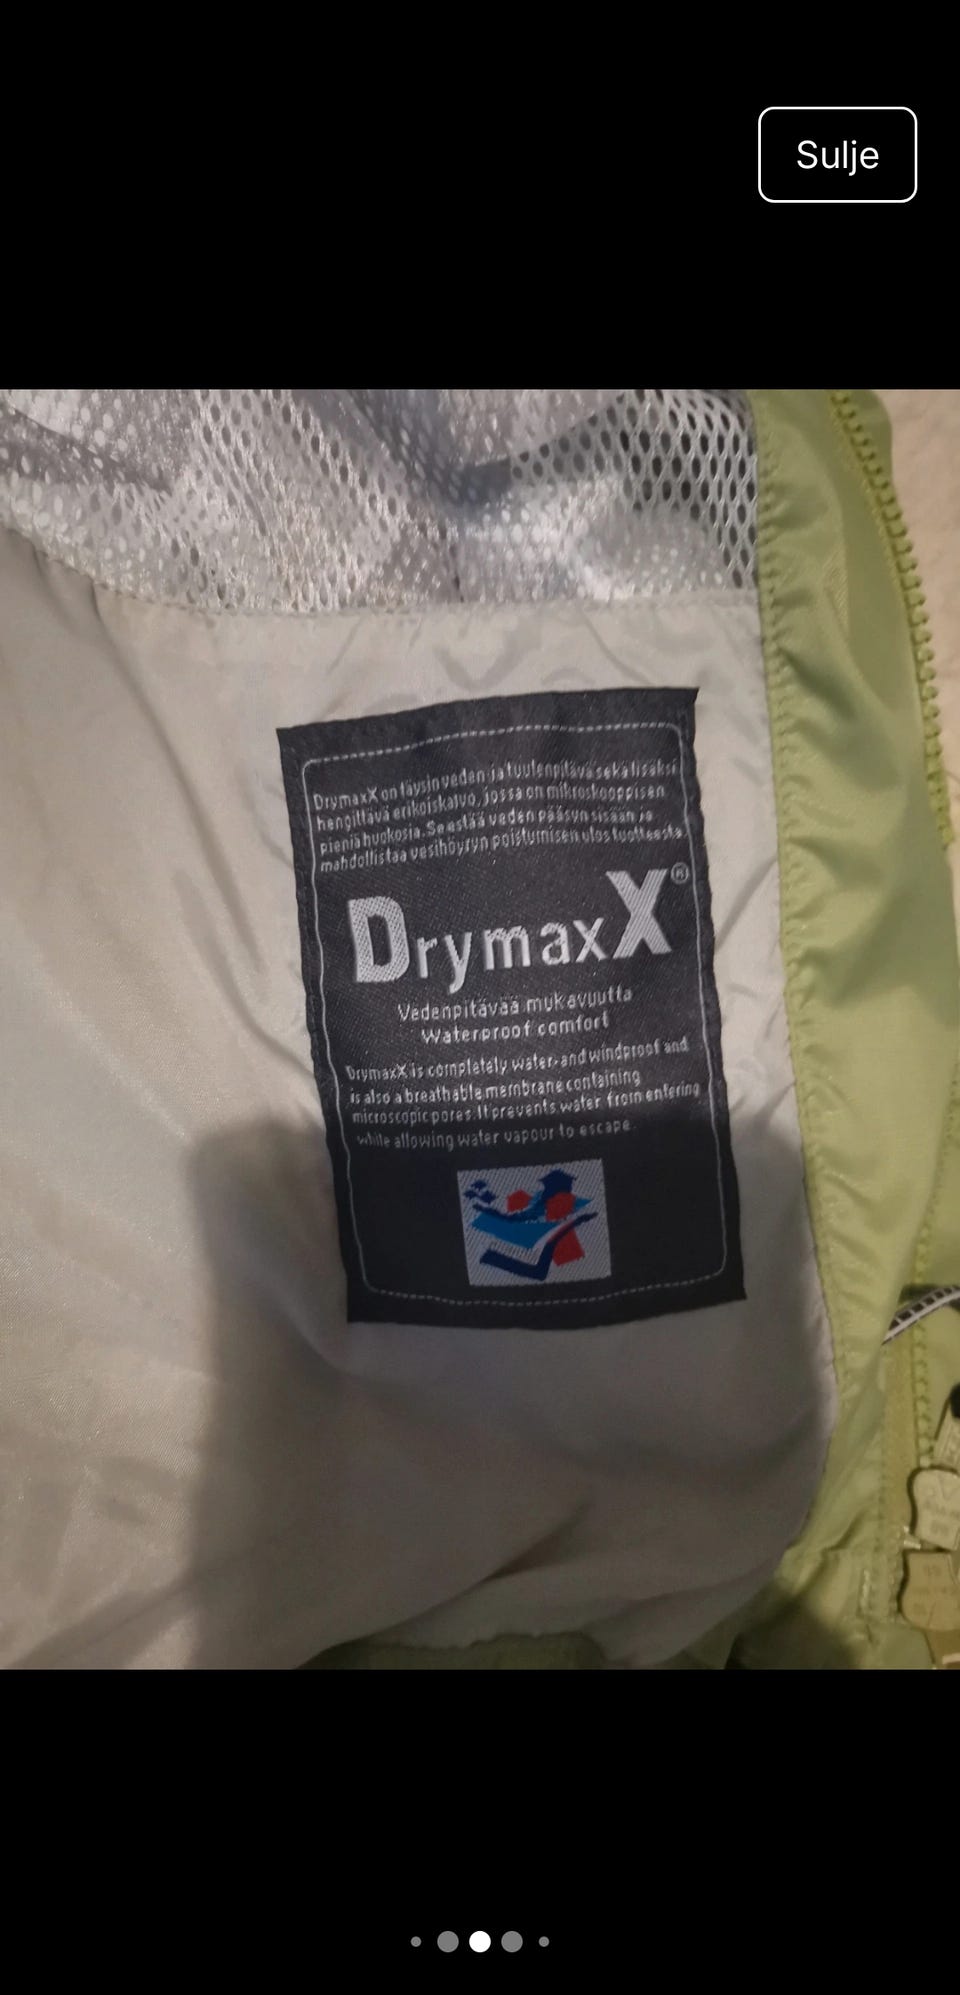 Sulje
DrymaxX on täysin veden- ja tuulenpitävä sekä lisäksi
hengittävä erikoiskalvo, jossa on mikroskooppisen
pieniä huokosia. Se estää veden pääsyn sisään ja
mahdollistaa vesihöyryn poistumisen ulos tuotteesta.
DrymaxX®
Vedenpitävää mukavuutta
Waterproof comfort
DrymaxX is completely water- and windproof and
is also a breathable membrane containing
microscopic pores. It prevents water from entering
while allowing water vapour to escape.